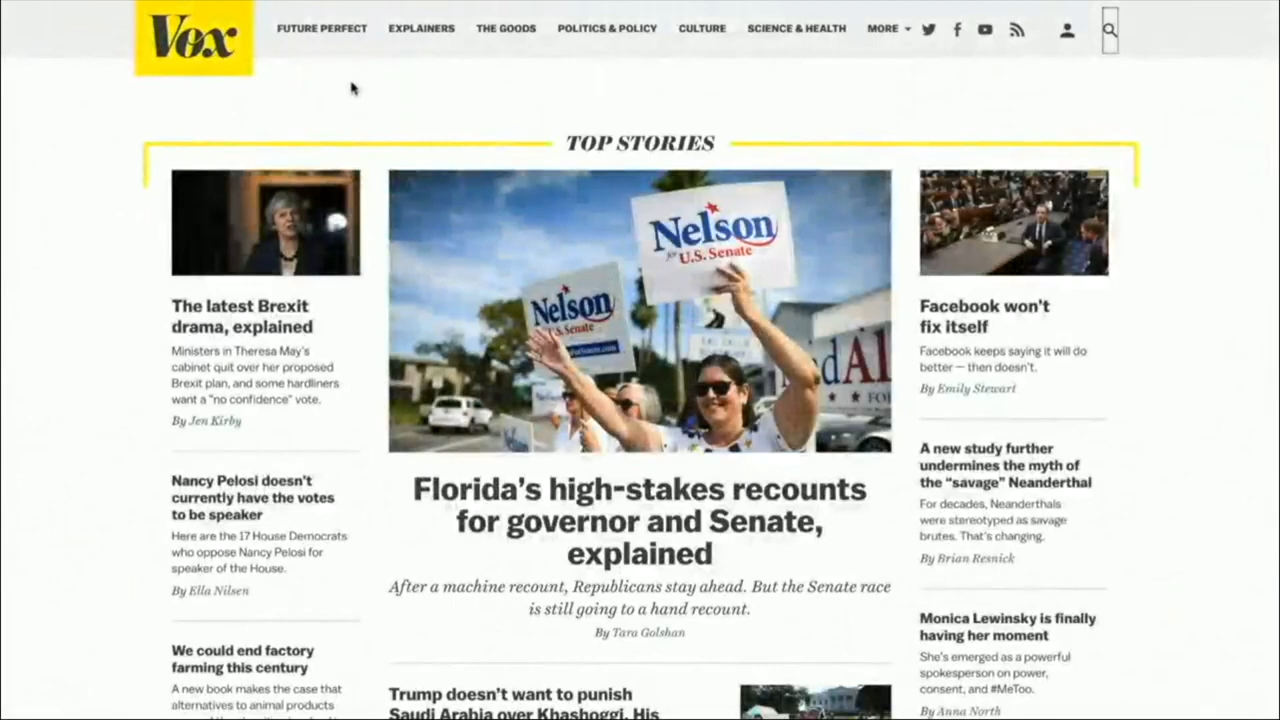 Vox
FUTURE PERFECT EXPLAINERS THE GOODS POLITICS & POLICY CULTURE SCIENCE & HEALTH MORE
TOP STORIES
The latest Brexit
drama, explained
Ministers in Theresa May's
cabinet quit over her proposed
Brexit plan, and some hardliners
want a "no confidence" vote.
By Jen Kirby
Nancy Pelosi doesn't
currently have the votes
to be speaker
Here are the 17 House Democrats
who oppose Nancy Pelosi for
speaker of the House.
By Ella Nilsen
We could end factory
farming this century
A new book makes the case that
alternatives to animal products
Nelson
for U.S. Senate
Nelson
U.S. Senate
Florida's high-stakes recounts
for governor and Senate,
explained
After a machine recount, Republicans stay ahead. But the Senate race
is still going to a hand recount.
By Tara Golshan
Trump doesn't want to punish
Saudi Arabia over Khashoggi. His
Facebook won't
fix itself
Facebook keeps saying it will do
better — then doesn't.
By Emily Stewart
A new study further
undermines the myth of
the “savage” Neanderthal
For decades, Neanderthals
were stereotyped as savage
brutes. That's changing.
By Brian Resnick
Monica Lewinsky is finally
having her moment
She's emerged as a powerful
spokesperson on power,
consent, and #MeToo.
By Anna North